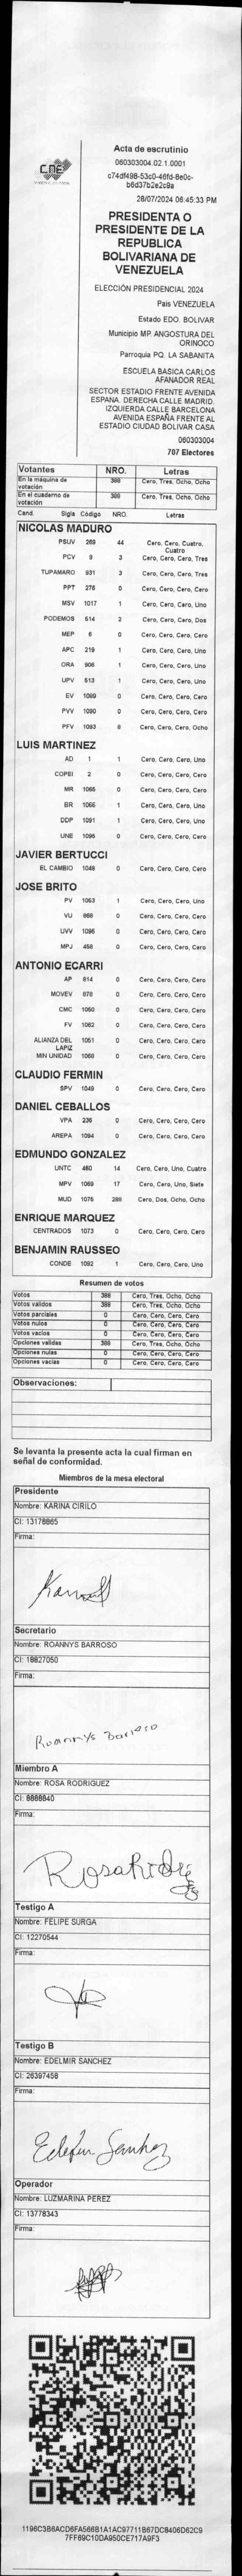 CNE
PODER ELECTORAL
Acta de escrutinio
060303004.02.1.0001
c74df498-53c0-46fd-8e0c-
b6d37b2e2c9a
28/07/2024 06:45:33 PM
PRESIDENTA O
PRESIDENTE DE LA
REPUBLICA
BOLIVARIANA DE
VENEZUELA
ELECCIÓN PRESIDENCIAL 2024
Pais VENEZUELA
Estado EDO. BOLIVAR
Municipio MP. ANGOSTURA DEL
ORINOCO
Parroquia PQ. LA SABANITA
ESCUELA BASICA CARLOS
AFANADOR REAL
SECTOR ESTADIO FRENTE AVENIDA
ESPANA. DERECHA CALLE MADRID.
IZQUIERDA CALLE BARCELONA
AVENIDA ESPAÑA FRENTE AL
ESTADIO CIUDAD BOLIVAR CASA
060303004
707 Electores
Votantes NRO. Letras
En la máquina de votación 388 Cero, Tres, Ocho, Ocho
En el cuaderno de votación 388 Cero, Tres, Ocho, Ocho
Cand. Sigla Código NRO. Letras
NICOLAS MADURO
PSUV 269 44 Cero, Cero, Cuatro, Cuatro
PCV 9 3 Cero, Cero, Cero, Tres
TUPAMARO 931 3 Cero, Cero, Cero, Tres
PPT 276 0 Cero, Cero, Cero, Cero
MSV 1017 1 Cero, Cero, Cero, Uno
PODEMOS 514 2 Cero, Cero, Cero, Dos
MEP 6 0 Cero, Cero, Cero, Cero
APC 219 1 Cero, Cero, Cero, Uno
ORA 906 1 Cero, Cero, Cero, Uno
UPV 513 1 Cero, Cero, Cero, Uno
EV 1089 0 Cero, Cero, Cero, Cero
PVV 1090 0 Cero, Cero, Cero, Cero
PFV 1093 8 Cero, Cero, Cero, Ocho
LUIS MARTINEZ
AD 1 1 Cero, Cero, Cero, Uno
COPEI 2 0 Cero, Cero, Cero, Cero
MR 1065 0 Cero, Cero, Cero, Cero
BR 1066 1 Cero, Cero, Cero, Uno
DDP 1091 1 Cero, Cero, Cero, Uno
UNE 1095 0 Cero, Cero, Cero, Cero
JAVIER BERTUCCI
EL CAMBIO 1048 0 Cero, Cero, Cero, Cero
JOSE BRITO
PV 1063 1 Cero, Cero, Cero, Uno
VU 868 0 Cero, Cero, Cero, Cero
UVV 1096 0 Cero, Cero, Cero, Cero
MPJ 458 0 Cero, Cero, Cero, Cero
ANTONIO ECARRI
AP 814 0 Cero, Cero, Cero, Cero
MOVEV 878 0 Cero, Cero, Cero, Cero
CMC 1050 0 Cero, Cero, Cero, Cero
FV 1062 0 Cero, Cero, Cero, Cero
ALIANZA DEL LAPIZ 1051 0 Cero, Cero, Cero, Cero
MIN UNIDAD 1069 0 Cero, Cero, Cero, Cero
CLAUDIO FERMIN
SPV 1049 0 Cero, Cero, Cero, Cero
DANIEL CEBALLOS
VPA 236 0 Cero, Cero, Cero, Cero
AREPA 1094 0 Cero, Cero, Cero, Cero
EDMUNDO GONZALEZ
UNTC 460 14 Cero, Cero, Uno, Cuatro
MPV 1069 17 Cero, Cero, Uno, Siete
MUD 1075 288 Cero, Dos, Ocho, Ocho
ENRIQUE MARQUEZ
CENTRADOS 1073 0 Cero, Cero, Cero, Cero
BENJAMIN RAUSSEO
CONDE 1092 1 Cero, Cero, Cero, Uno
Resumen de votos
Votos 388 Cero, Tres, Ocho, Ocho
Votos válidos 388 Cero, Tres, Ocho, Ocho
Votos parciales 0 Cero, Cero, Cero, Cero
Votos nulos 0 Cero, Cero, Cero, Cero
Votos vacíos 0 Cero, Cero, Cero, Cero
Opciones válidas 388 Cero, Tres, Ocho, Ocho
Opciones nulas 0 Cero, Cero, Cero, Cero
Opciones vacías 0 Cero, Cero, Cero, Cero
Observaciones:
Se levanta la presente acta la cual firman en
señal de conformidad.
Miembros de la mesa electoral
Presidente
Nombre: KARINA CIRILO
CI: 13178865
Firma:
Secretario
Nombre: ROANNYS BARROSO
CI: 18827050
Firma:
Roannys Barroso
Miembro A
Nombre: ROSA RODRIGUEZ
CI: 8888840
Firma:
Testigo A
Nombre: FELIPE SURGA
CI: 12270544
Firma:
Testigo B
Nombre: EDELMIR SANCHEZ
CI: 26397458
Firma:
Operador
Nombre: LUZMARINA PEREZ
CI: 13778343
Firma:
1196C3B6ACD6FA566B1A1AC97711B67DC8406D62C9
7FF69C10DA950CE717A9F3